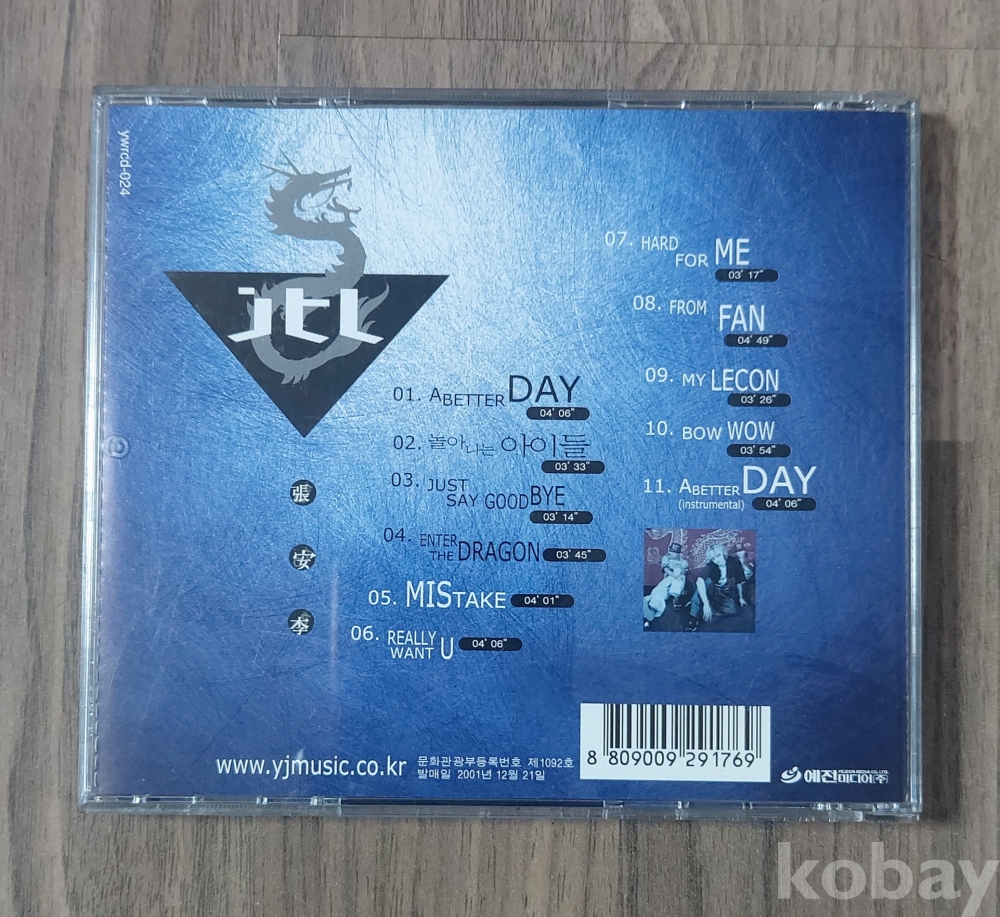 ywrcd-024
jtL
張
安
李
01. A BETTER DAY
04' 06"
02. 놀아나는 아이들
03' 33"
03. JUST
SAY GOOD BYE
03' 14"
04. ENTER
THE DRAGON 03' 45"
05. MISTAKE 04' 01"
06. REALLY
WANT U 04' 06"
07. HARD
FOR ME
03' 17"
08. FROM FAN
04' 49"
09. MY LECON
03' 26"
10. BOW WOW
03' 54"
11. A BETTER DAY
(instrumental) 04' 06"
www.yjmusic.co.kr
문화관광부등록번호 제1092호
발매일 2001년 12월 21일
8 809009 291769
YEJEON MEDIA CO.,LTD.
예전미디어(주)
kobay